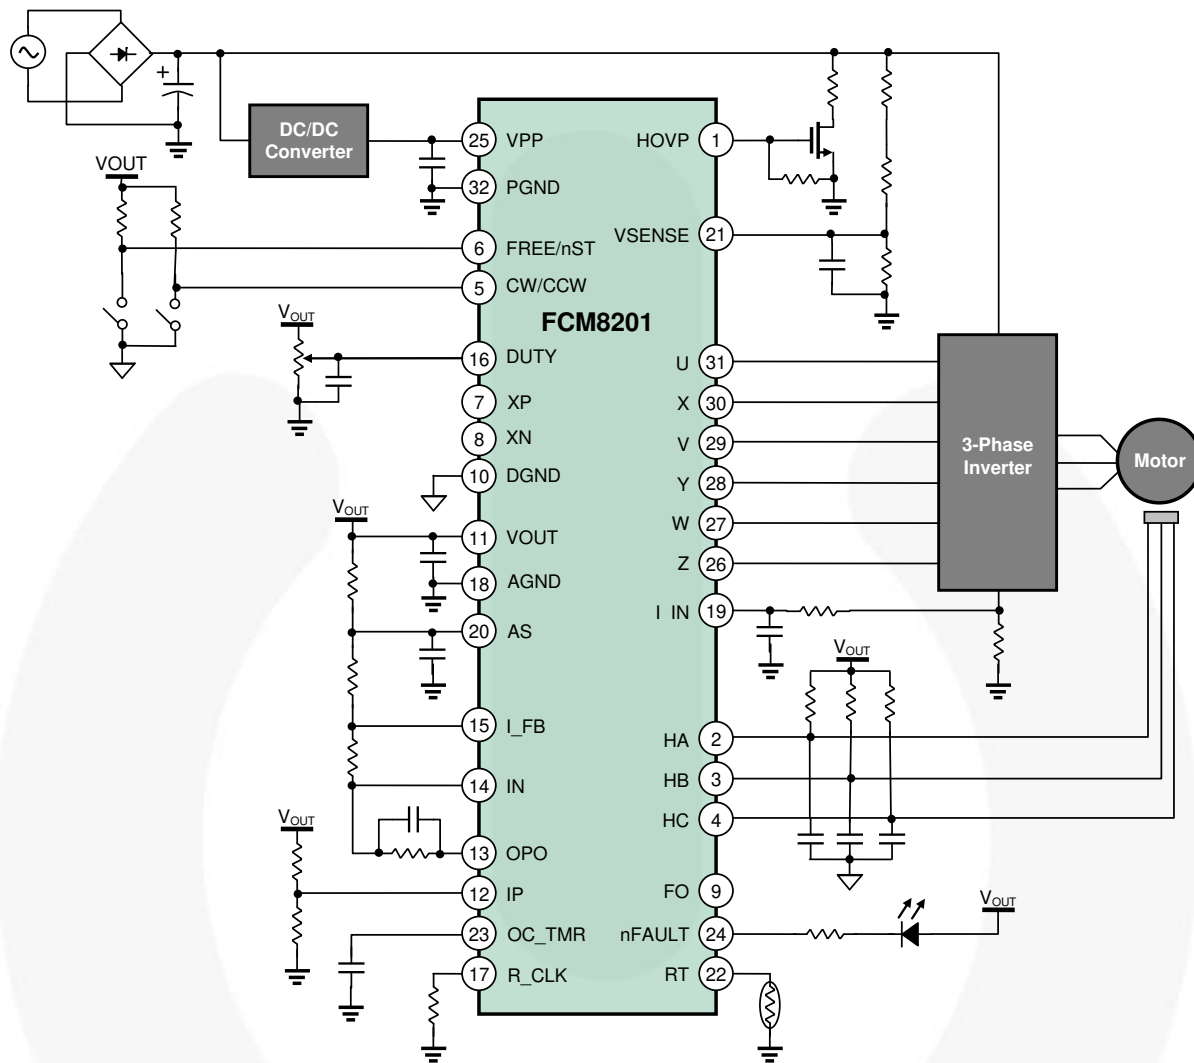 +
DC/DC
Converter
VOUT
25 VPP
32 PGND
6 FREE/nST
5 CW/CCW
VOUT
16 DUTY
7 XP
8 XN
10 DGND
VOUT
11 VOUT
18 AGND
20 AS
15 I_FB
14 IN
VOUT
13 OPO
12 IP
23 OC_TMR
17 R_CLK
FCM8201
HOVP 1
VSENSE 21
U 31
X 30
V 29
Y 28
W 27
Z 26
I IN 19
3-Phase
Inverter
Motor
VOUT
HA 2
HB 3
HC 4
FO 9
nFAULT 24
VOUT
RT 22